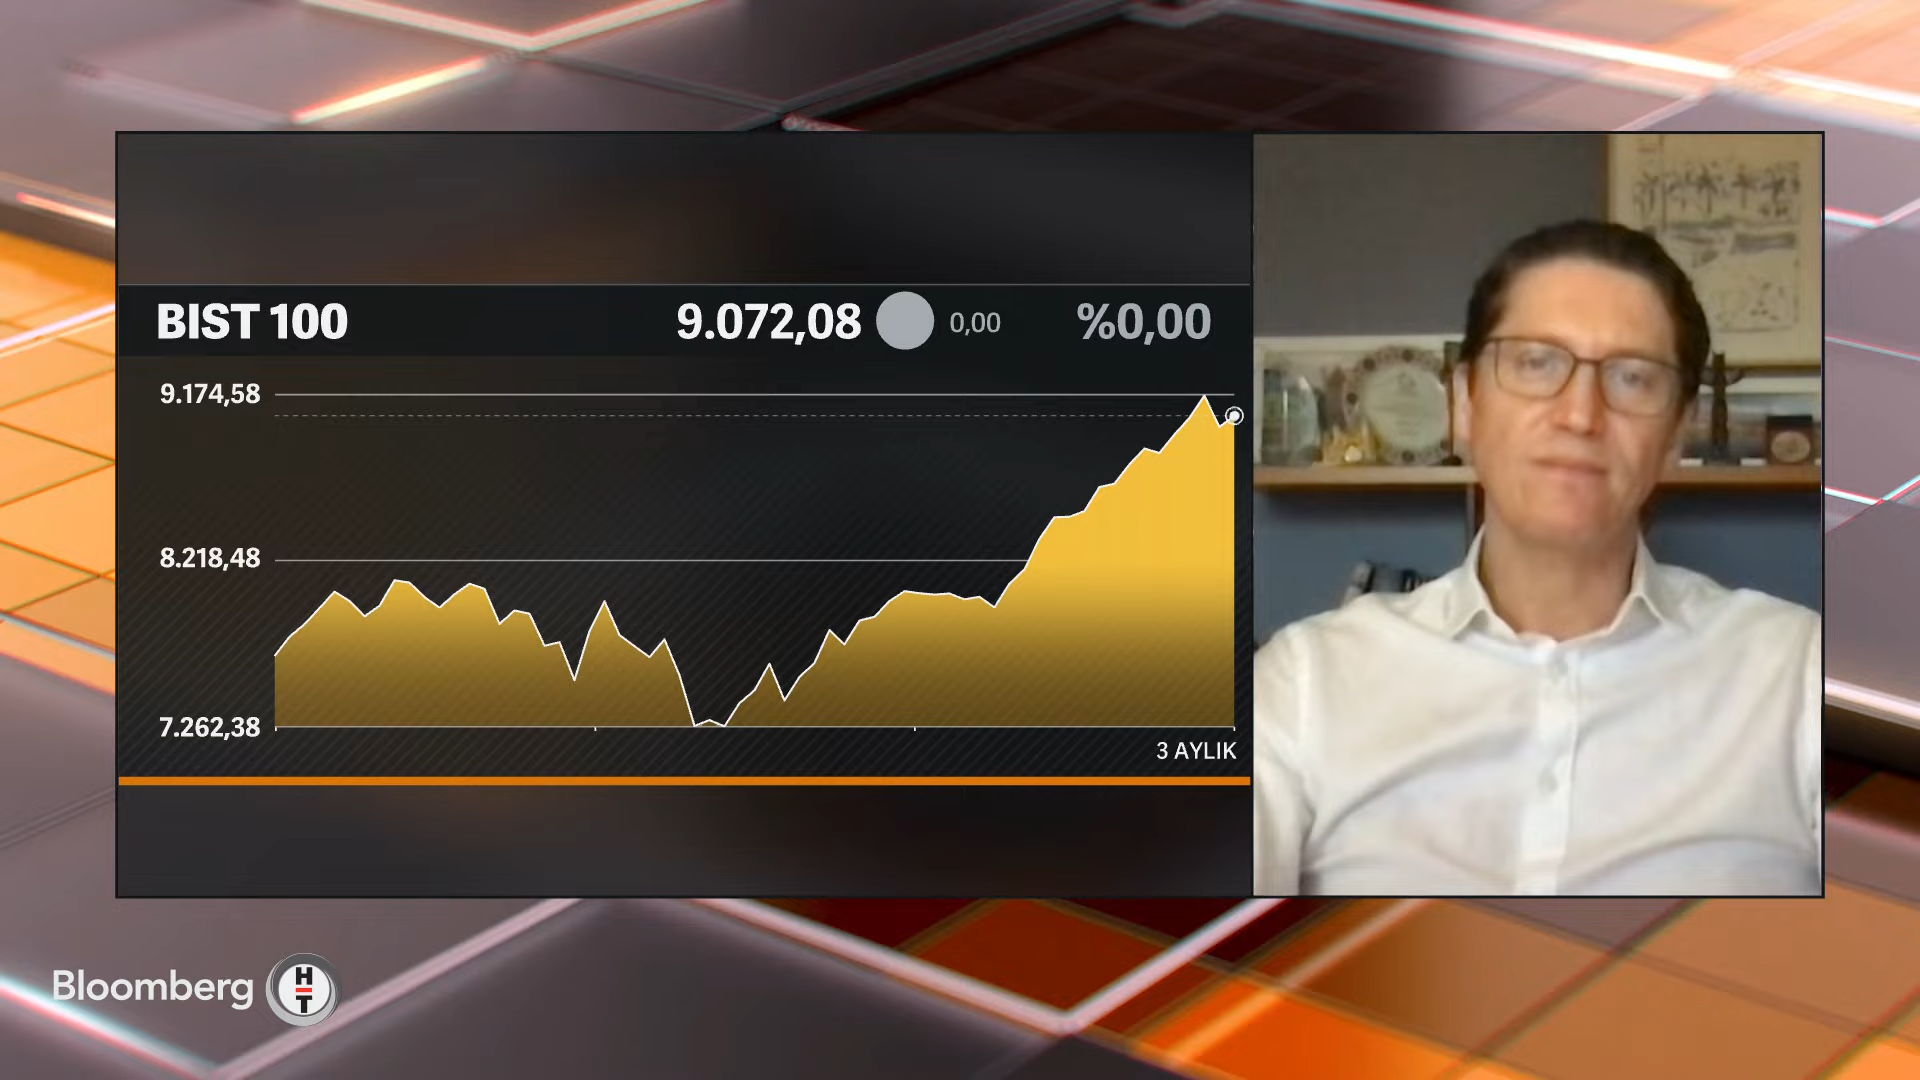 BIST 100 9.072,08 0,00 %0,00
9.174,58
8.218,48
7.262,38
3 AYLIK
Bloomberg HT